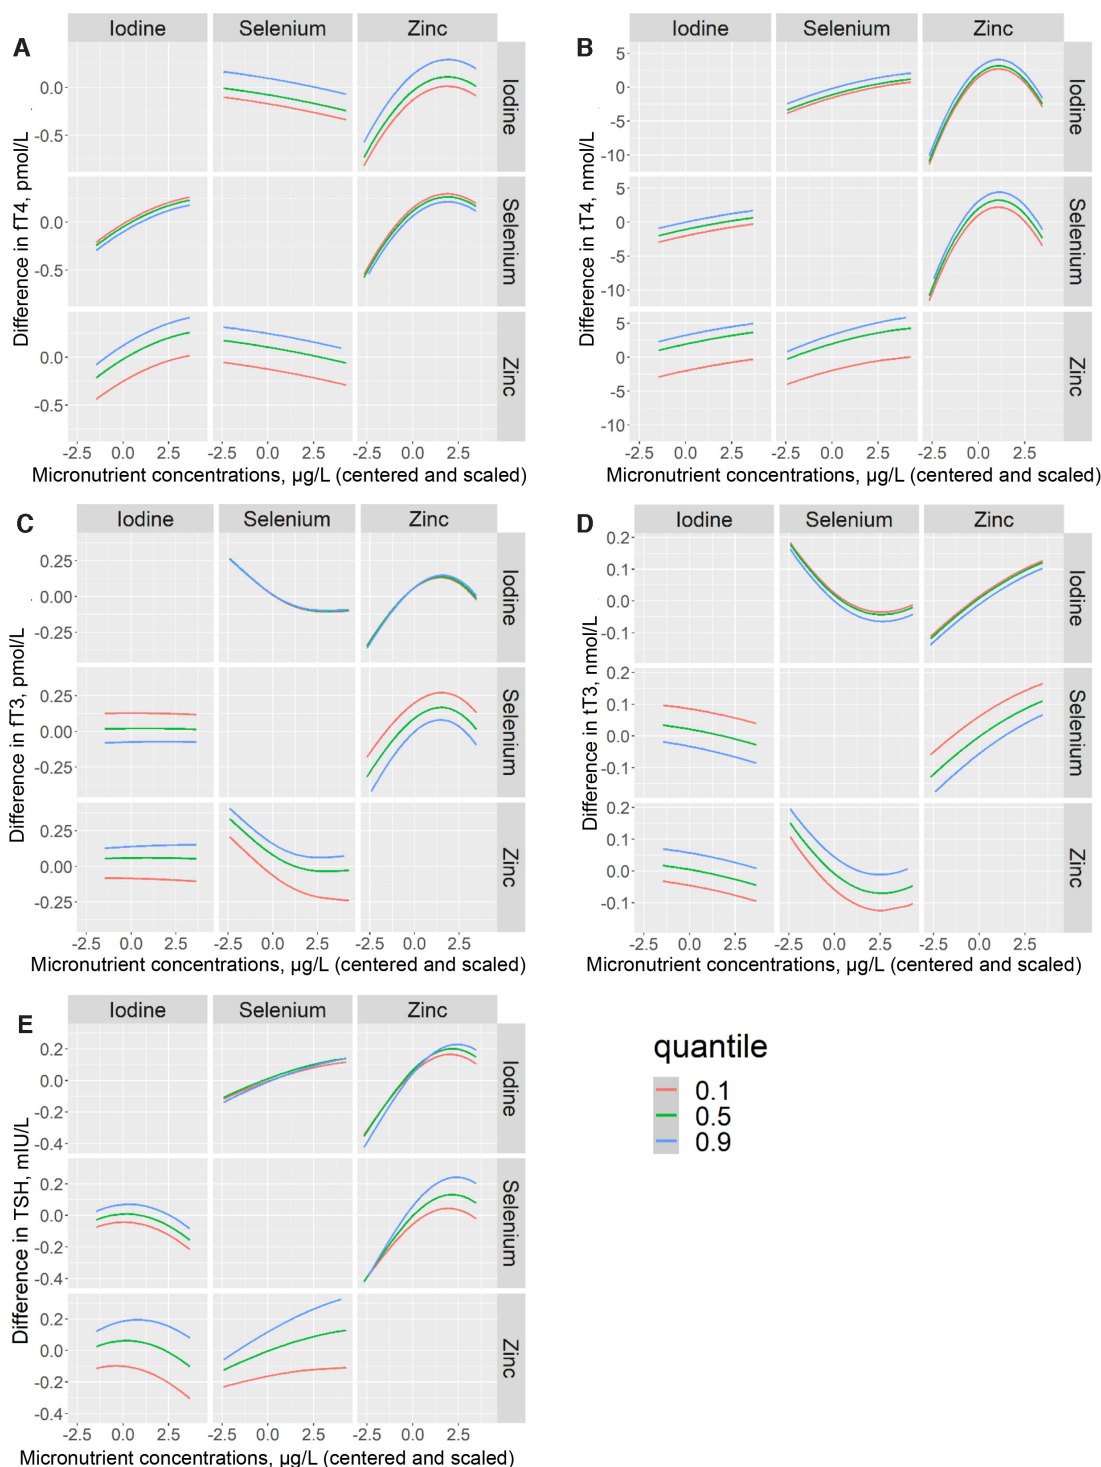 A
Iodine Selenium Zinc
Difference in fT4, pmol/L
0.0
-0.5
Iodine
0.0
-0.5
Selenium
0.0
-0.5
Zinc
-2.5 0.0 2.5 -2.5 0.0 2.5 -2.5 0.0 2.5
Micronutrient concentrations, µg/L (centered and scaled)
B
Iodine Selenium Zinc
Difference in tT4, nmol/L
5
0
-5
-10
Iodine
5
0
-5
-10
Selenium
5
0
-5
-10
Zinc
-2.5 0.0 2.5 -2.5 0.0 2.5 -2.5 0.0 2.5
Micronutrient concentrations, µg/L (centered and scaled)
C
Iodine Selenium Zinc
Difference in fT3, pmol/L
0.25
0.00
-0.25
Iodine
0.25
0.00
-0.25
Selenium
0.25
0.00
-0.25
Zinc
-2.5 0.0 2.5 -2.5 0.0 2.5 -2.5 0.0 2.5
Micronutrient concentrations, µg/L (centered and scaled)
D
Iodine Selenium Zinc
Difference in tT3, nmol/L
0.2
0.1
0.0
-0.1
Iodine
0.2
0.1
0.0
-0.1
Selenium
0.2
0.1
0.0
-0.1
Zinc
-2.5 0.0 2.5 -2.5 0.0 2.5 -2.5 0.0 2.5
Micronutrient concentrations, µg/L (centered and scaled)
E
Iodine Selenium Zinc
Difference in TSH, mIU/L
0.2
0.0
-0.2
-0.4
Iodine
0.2
0.0
-0.2
-0.4
Selenium
0.2
0.0
-0.2
-0.4
Zinc
-2.5 0.0 2.5 -2.5 0.0 2.5 -2.5 0.0 2.5
Micronutrient concentrations, µg/L (centered and scaled)
quantile
0.1
0.5
0.9